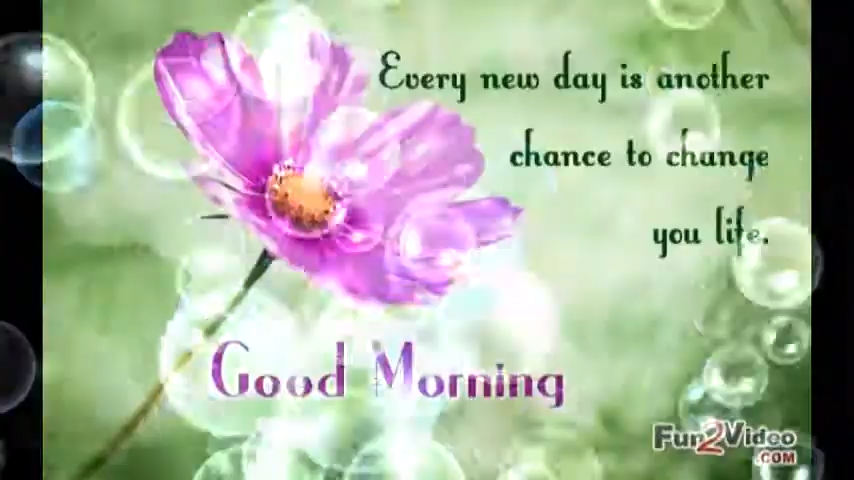 Every new day is another
chance to change
you life.
Good Morning
Fun2Video
.COM